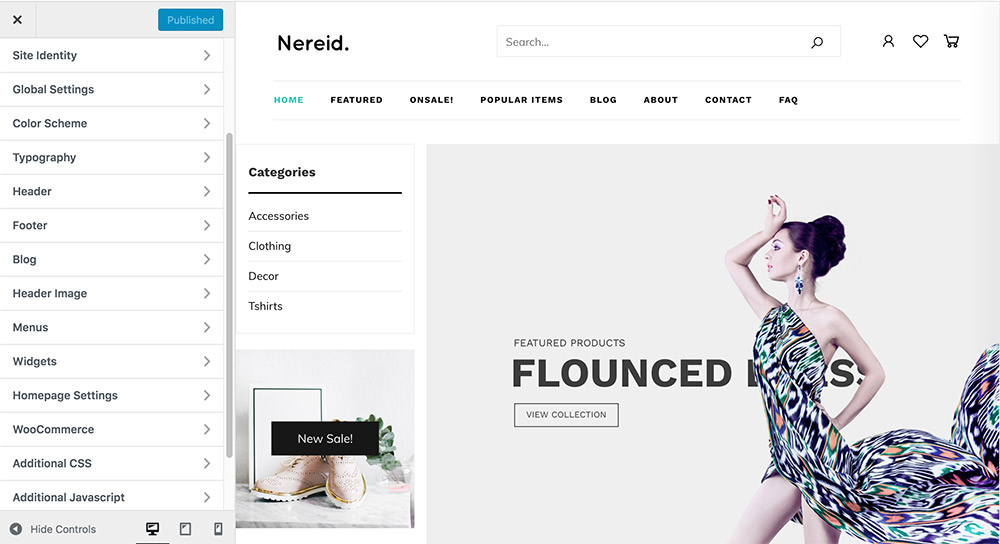 Published
Site Identity
Global Settings
Color Scheme
Typography
Header
Footer
Blog
Header Image
Menus
Widgets
Homepage Settings
WooCommerce
Additional CSS
Additional Javascript
Hide Controls
Nereid.
Search...
HOME FEATURED ONSALE! POPULAR ITEMS BLOG ABOUT CONTACT FAQ
Categories
Accessories
Clothing
Decor
Tshirts
New Sale!
FEATURED PRODUCTS
FLOUNCED
VIEW COLLECTION